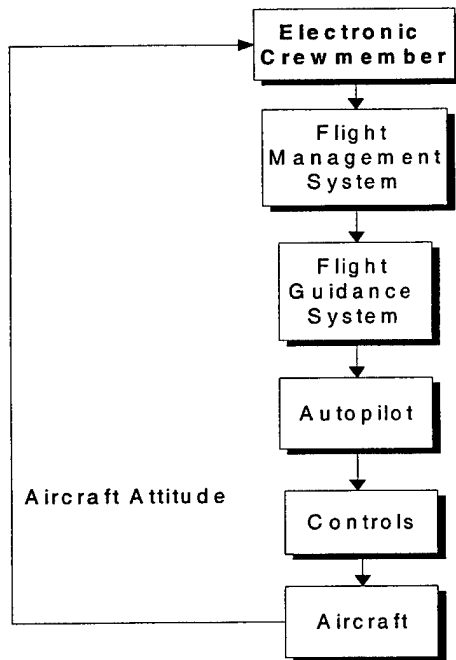 Electronic
Crewmember
Flight
Management
System
Flight
Guidance
System
Autopilot
Aircraft Attitude
Controls
Aircraft